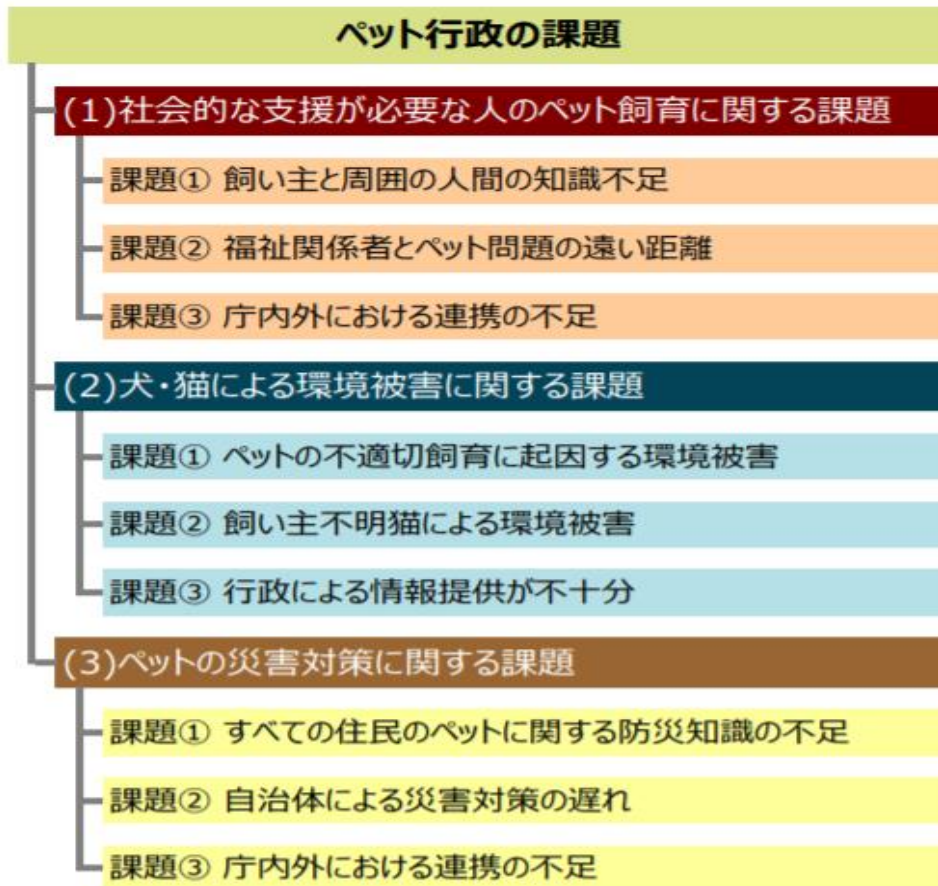 ペット行政の課題
(1)社会的な支援が必要な人のペット飼育に関する課題
課題① 飼い主と周囲の人間の知識不足
課題② 福祉関係者とペット問題の遠い距離
課題③ 庁内外における連携の不足
(2)犬・猫による環境被害に関する課題
課題① ペットの不適切飼育に起因する環境被害
課題② 飼い主不明猫による環境被害
課題③ 行政による情報提供が不十分
(3)ペットの災害対策に関する課題
課題① すべての住民のペットに関する防災知識の不足
課題② 自治体による災害対策の遅れ
課題③ 庁内外における連携の不足